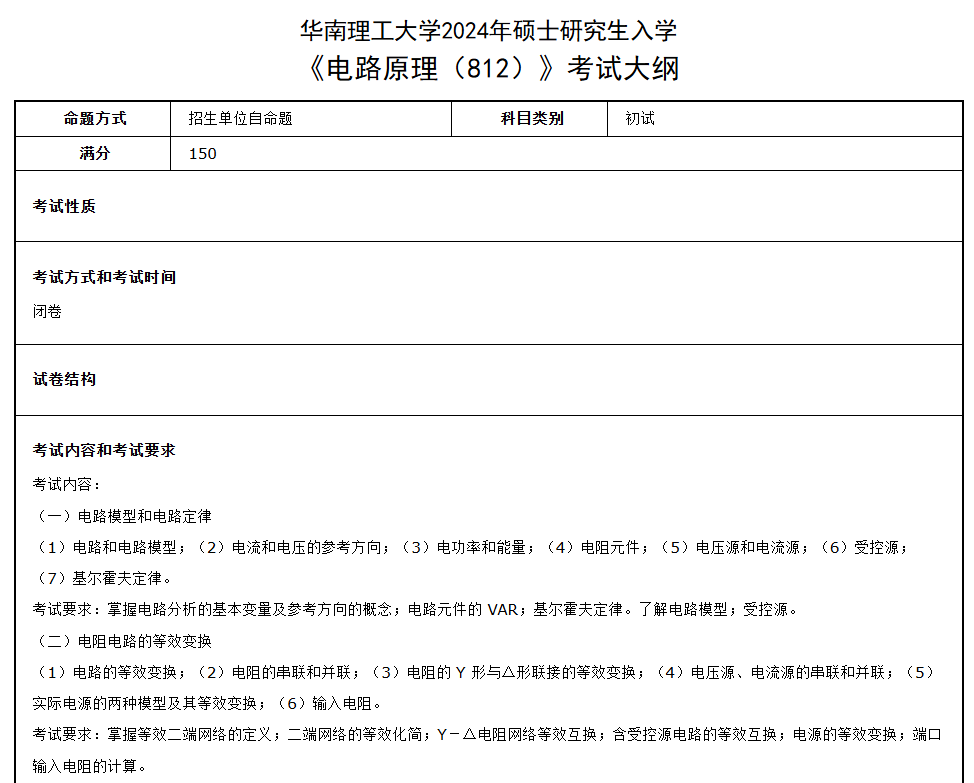 华南理工大学2024年硕士研究生入学
《电路原理（812）》考试大纲
命题方式 招生单位自命题 科目类别 初试
满分 150
考试性质
考试方式和考试时间
闭卷
试卷结构
考试内容和考试要求
考试内容：
（一）电路模型和电路定律
（1）电路和电路模型；（2）电流和电压的参考方向；（3）电功率和能量；（4）电阻元件；（5）电压源和电流源；（6）受控源；
（7）基尔霍夫定律。
考试要求：掌握电路分析的基本变量及参考方向的概念；电路元件的 VAR；基尔霍夫定律。了解电路模型；受控源。
（二）电阻电路的等效变换
（1）电路的等效变换；（2）电阻的串联和并联；（3）电阻的 Y 形与△形联接的等效变换；（4）电压源、电流源的串联和并联；（5）
实际电源的两种模型及其等效变换；（6）输入电阻。
考试要求：掌握等效二端网络的定义；二端网络的等效化简；Y－△电阻网络等效互换；含受控源电路的等效互换；电源的等效变换；端口
输入电阻的计算。